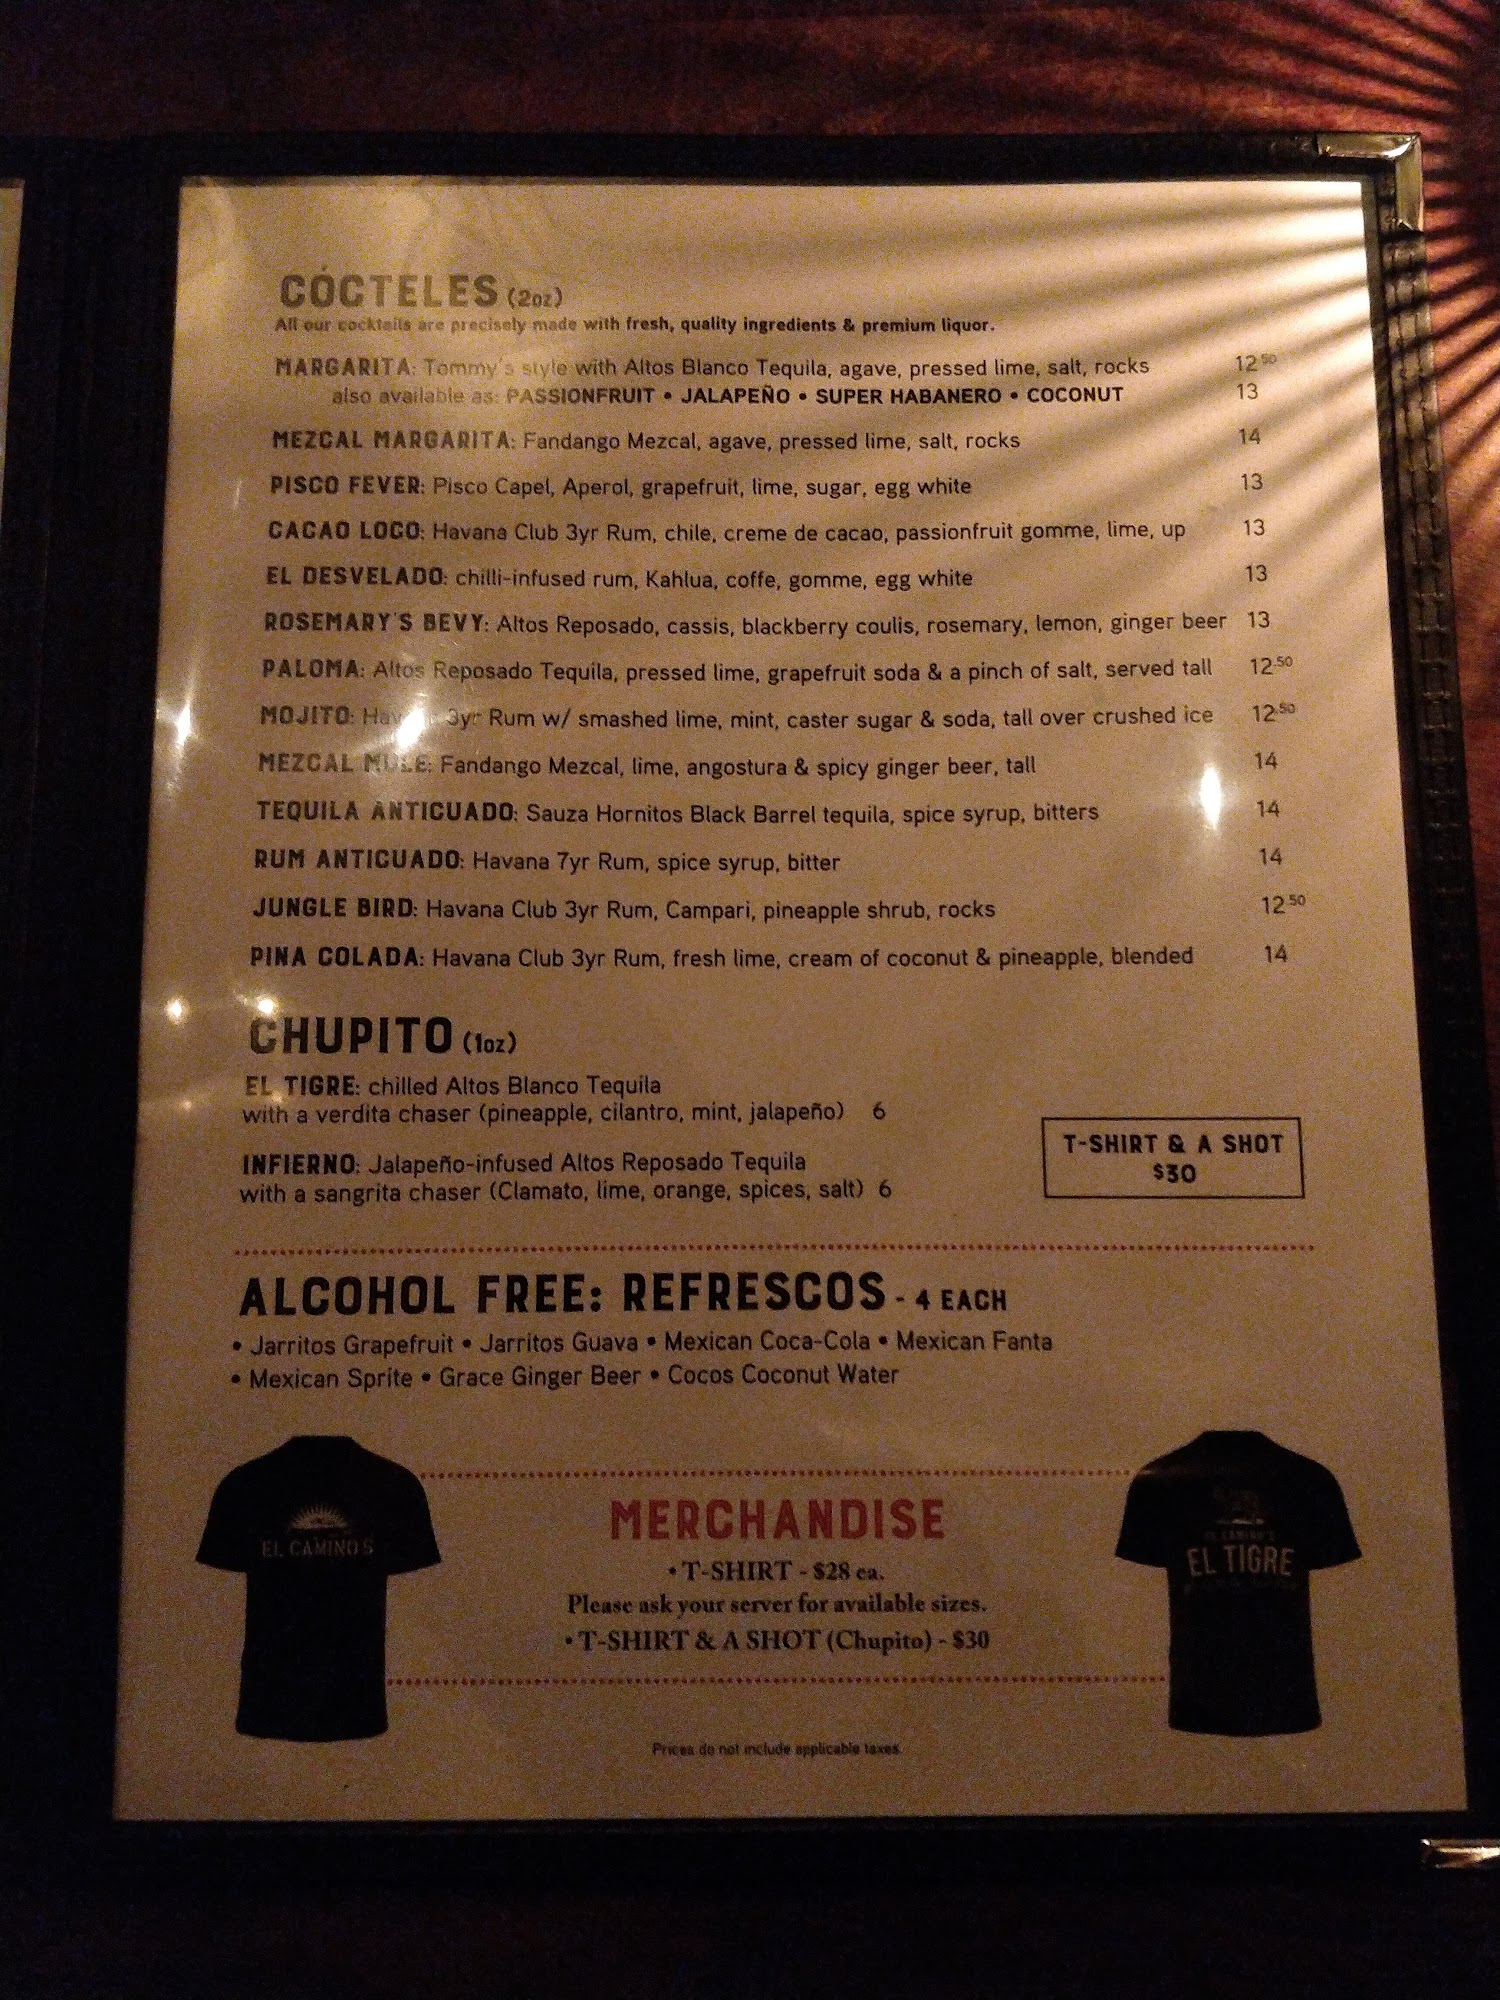 CÓCTELES (2oz)
All our cocktails are precisely made with fresh, quality ingredients & premium liquor.
MARGARITA: Tommy's style with Altos Blanco Tequila, agave, pressed lime, salt, rocks 12.50
also available as: PASSIONFRUIT • JALAPEÑO • SUPER HABANERO • COCONUT 13
MEZCAL MARGARITA: Fandango Mezcal, agave, pressed lime, salt, rocks 14
PISCO FEVER: Pisco Capel, Aperol, grapefruit, lime, sugar, egg white 13
CACAO LOCO: Havana Club 3yr Rum, chile, creme de cacao, passionfruit gomme, lime, up 13
EL DESVELADO: chilli-infused rum, Kahlua, coffe, gomme, egg white 13
ROSEMARY'S BEVY: Altos Reposado, cassis, blackberry coulis, rosemary, lemon, ginger beer 13
PALOMA: Altos Reposado Tequila, pressed lime, grapefruit soda & a pinch of salt, served tall 12.50
MOJITO: Havana 3yr Rum w/ smashed lime, mint, caster sugar & soda, tall over crushed ice 12.50
MEZCAL MULE: Fandango Mezcal, lime, angostura & spicy ginger beer, tall 14
TEQUILA ANTICUADO: Sauza Hornitos Black Barrel tequila, spice syrup, bitters 14
RUM ANTICUADO: Havana 7yr Rum, spice syrup, bitter 14
JUNGLE BIRD: Havana Club 3yr Rum, Campari, pineapple shrub, rocks 12.50
PINA COLADA: Havana Club 3yr Rum, fresh lime, cream of coconut & pineapple, blended 14
CHUPITO (1oz)
EL TIGRE: chilled Altos Blanco Tequila
with a verdita chaser (pineapple, cilantro, mint, jalapeño) 6
INFIERNO: Jalapeño-infused Altos Reposado Tequila
with a sangrita chaser (Clamato, lime, orange, spices, salt) 6
T-SHIRT & A SHOT
$30
ALCOHOL FREE: REFRESCOS - 4 EACH
• Jarritos Grapefruit • Jarritos Guava • Mexican Coca-Cola • Mexican Fanta
• Mexican Sprite • Grace Ginger Beer • Cocos Coconut Water
EL CAMINO'S
MERCHANDISE
• T-SHIRT - $28 ea.
Please ask your server for available sizes.
• T-SHIRT & A SHOT (Chupito) - $30
EL CAMINO'S
EL TIGRE
Prices do not include applicable taxes.